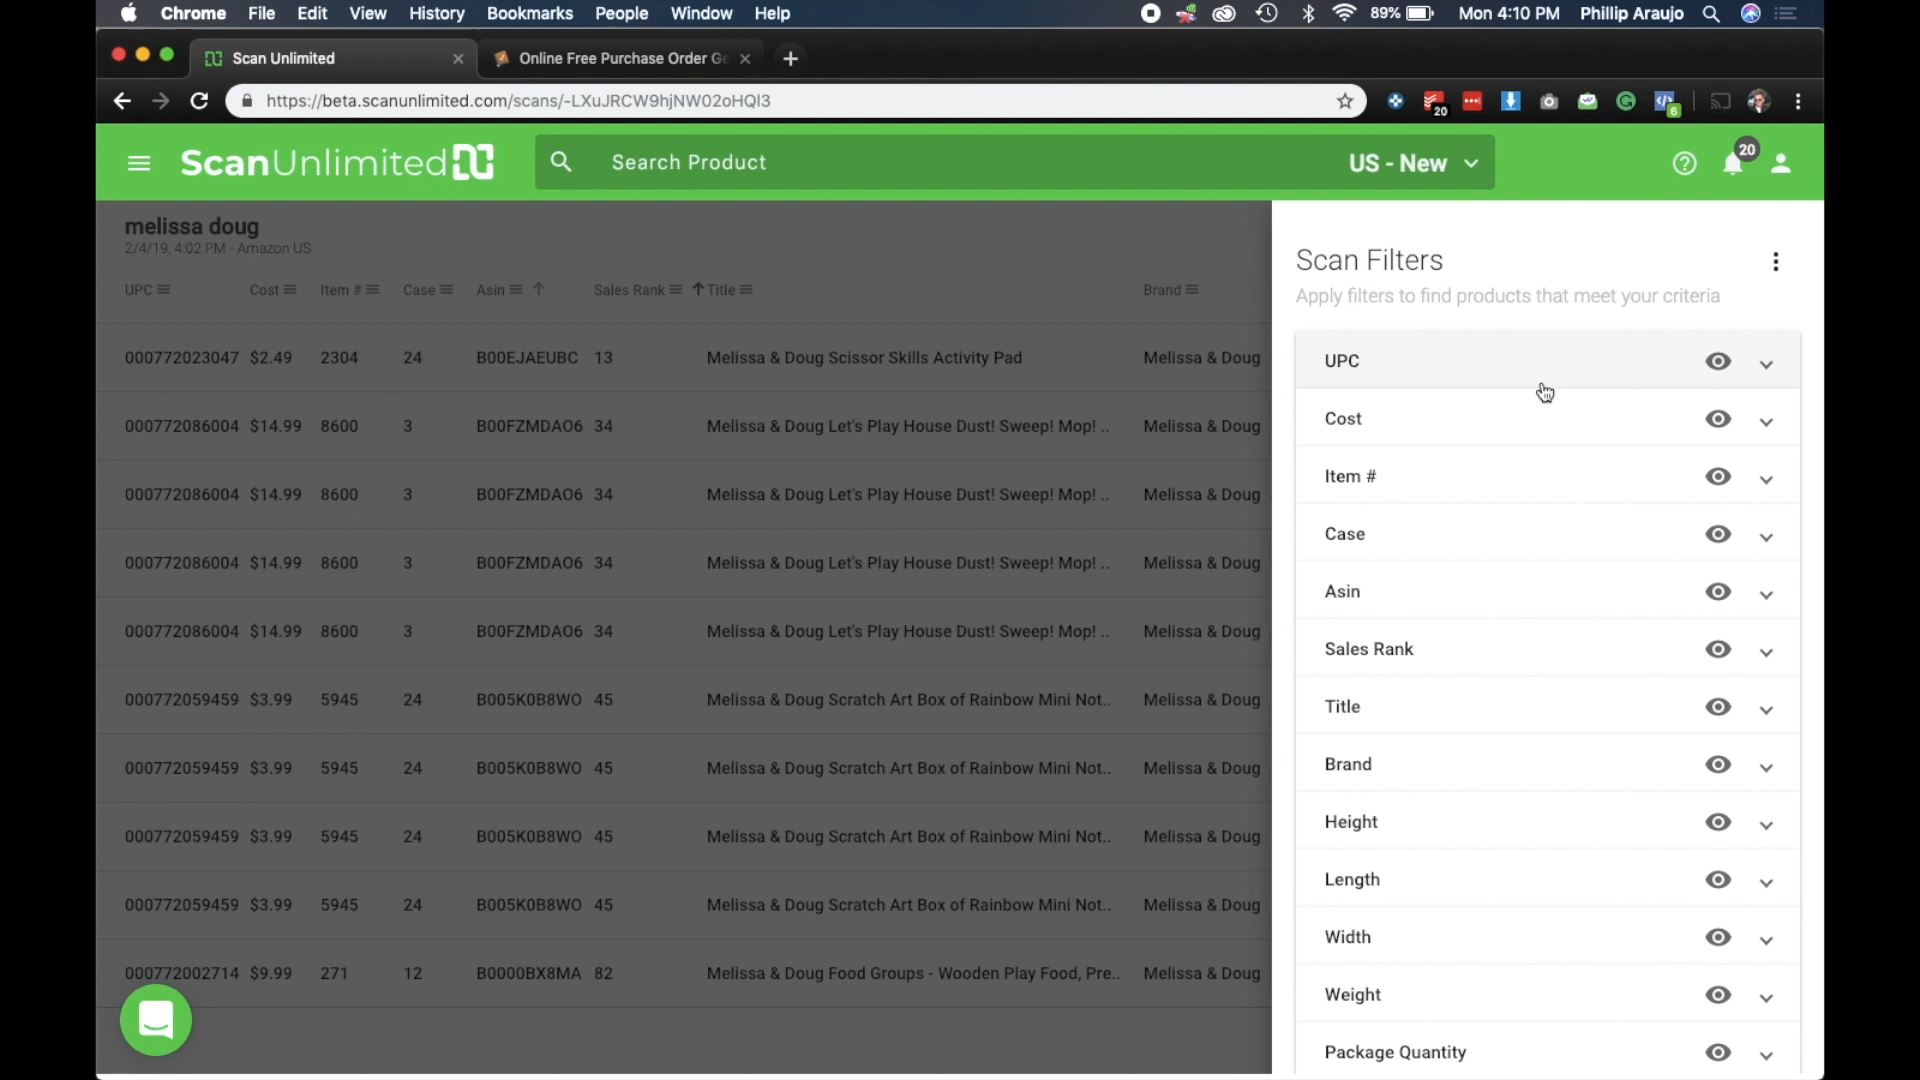 Chrome File Edit View History Bookmarks People Window Help 89% Mon 4:10 PM Phillip Araujo
Scan Unlimited Online Free Purchase Order Ge
https://beta.scanunlimited.com/scans/-LXuJRCW9hjNW02oHQI3 20 6
ScanUnlimited Search Product US - New 20
melissa doug
2/4/19, 4:02 PM - Amazon US
UPC Cost Item # Case Asin Sales Rank Title Brand
000772023047 $2.49 2304 24 B00EJAEUBC 13 Melissa & Doug Scissor Skills Activity Pad Melissa & Doug
000772086004 $14.99 8600 3 B00FZMDAO6 34 Melissa & Doug Let's Play House Dust! Sweep! Mop! .. Melissa & Doug
000772086004 $14.99 8600 3 B00FZMDAO6 34 Melissa & Doug Let's Play House Dust! Sweep! Mop! .. Melissa & Doug
000772086004 $14.99 8600 3 B00FZMDAO6 34 Melissa & Doug Let's Play House Dust! Sweep! Mop! .. Melissa & Doug
000772086004 $14.99 8600 3 B00FZMDAO6 34 Melissa & Doug Let's Play House Dust! Sweep! Mop! .. Melissa & Doug
000772059459 $3.99 5945 24 B005K0B8WO 45 Melissa & Doug Scratch Art Box of Rainbow Mini Not.. Melissa & Doug
000772059459 $3.99 5945 24 B005K0B8WO 45 Melissa & Doug Scratch Art Box of Rainbow Mini Not.. Melissa & Doug
000772059459 $3.99 5945 24 B005K0B8WO 45 Melissa & Doug Scratch Art Box of Rainbow Mini Not.. Melissa & Doug
000772059459 $3.99 5945 24 B005K0B8WO 45 Melissa & Doug Scratch Art Box of Rainbow Mini Not.. Melissa & Doug
000772002714 $9.99 271 12 B0000BX8MA 82 Melissa & Doug Food Groups - Wooden Play Food, Pre.. Melissa & Doug
Scan Filters
Apply filters to find products that meet your criteria
UPC
Cost
Item #
Case
Asin
Sales Rank
Title
Brand
Height
Length
Width
Weight
Package Quantity